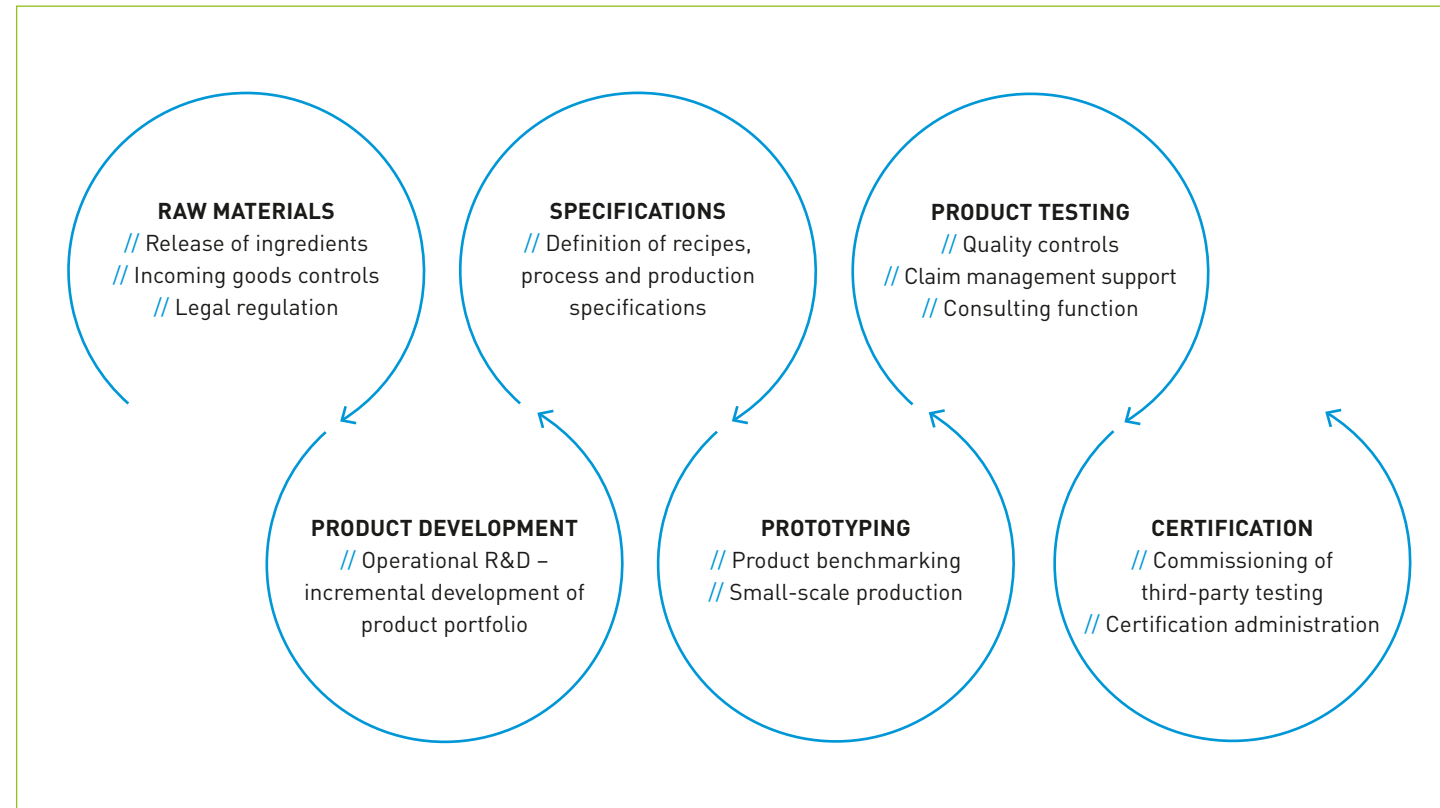 RAW MATERIALS
// Release of ingredients
// Incoming goods controls
// Legal regulation
PRODUCT DEVELOPMENT
// Operational R&D –
incremental development of
product portfolio
SPECIFICATIONS
// Definition of recipes,
process and production
specifications
PROTOTYPING
// Product benchmarking
// Small-scale production
PRODUCT TESTING
// Quality controls
// Claim management support
// Consulting function
CERTIFICATION
// Commissioning of
third-party testing
// Certification administration